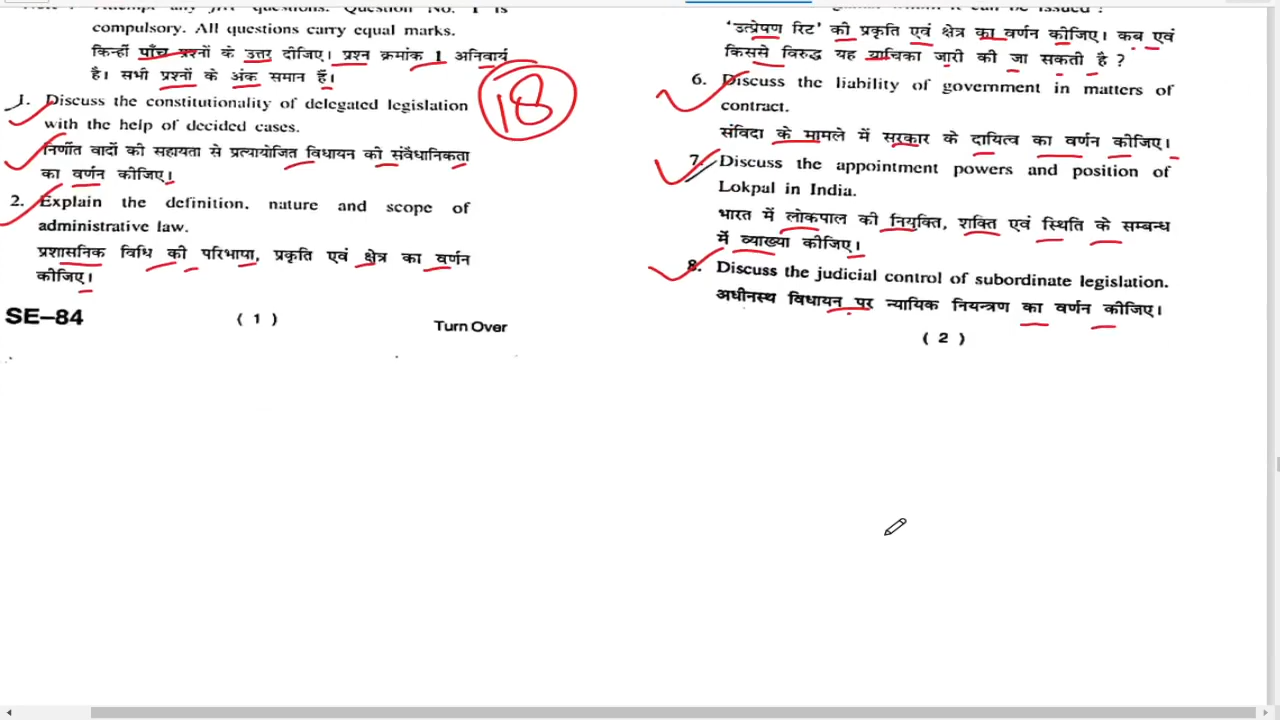 compulsory. All questions carry equal marks.
किन्हीं पाँच प्रश्नों के उत्तर दीजिए। प्रश्न क्रमांक 1 अनिवार्य
है। सभी प्रश्नों के अंक समान हैं।
18
1. Discuss the constitutionality of delegated legislation
with the help of decided cases.
निर्णीत वादों की सहायता से प्रत्यायोजित विधायन की संवैधानिकता
का वर्णन कीजिए।
2. Explain the definition, nature and scope of
administrative law.
प्रशासनिक विधि की परिभाषा, प्रकृति एवं क्षेत्र का वर्णन
कीजिए।
SE–84
( 1 )
Turn Over
'उत्प्रेषण रिट' की प्रकृति एवं क्षेत्र का वर्णन कीजिए। कब एवं
किससे विरुद्ध यह याचिका जारी की जा सकती है ?
6. Discuss the liability of government in matters of
contract.
संविदा के मामले में सरकार के दायित्व का वर्णन कीजिए।
7. Discuss the appointment powers and position of
Lokpal in India.
भारत में लोकपाल की नियुक्ति, शक्ति एवं स्थिति के सम्बन्ध
में व्याख्या कीजिए।
8. Discuss the judicial control of subordinate legislation.
अधीनस्थ विधायन पर न्यायिक नियन्त्रण का वर्णन कीजिए।
( 2 )